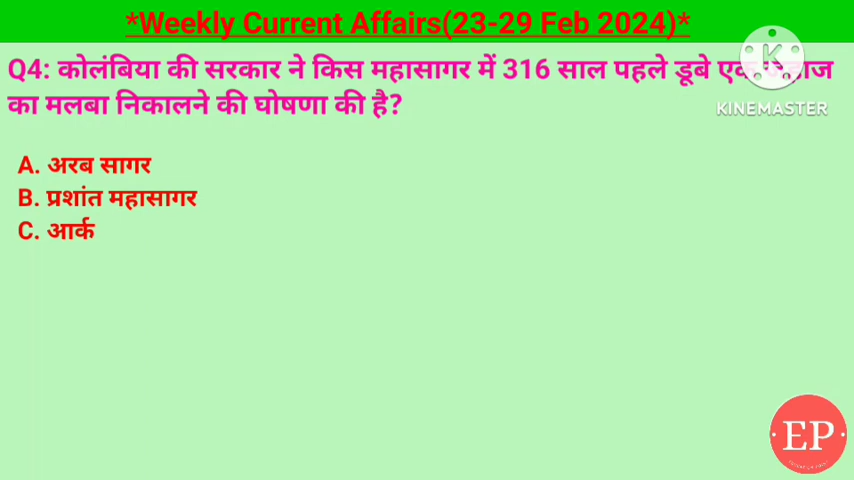 *Weekly Current Affairs(23-29 Feb 2024)*
Q4: कोलंबिया की सरकार ने किस महासागर में 316 साल पहले डूबे एक जहाज
का मलबा निकालने की घोषणा की है?
KINEMASTER
A. अरब सागर
B. प्रशांत महासागर
C. आर्क
EP